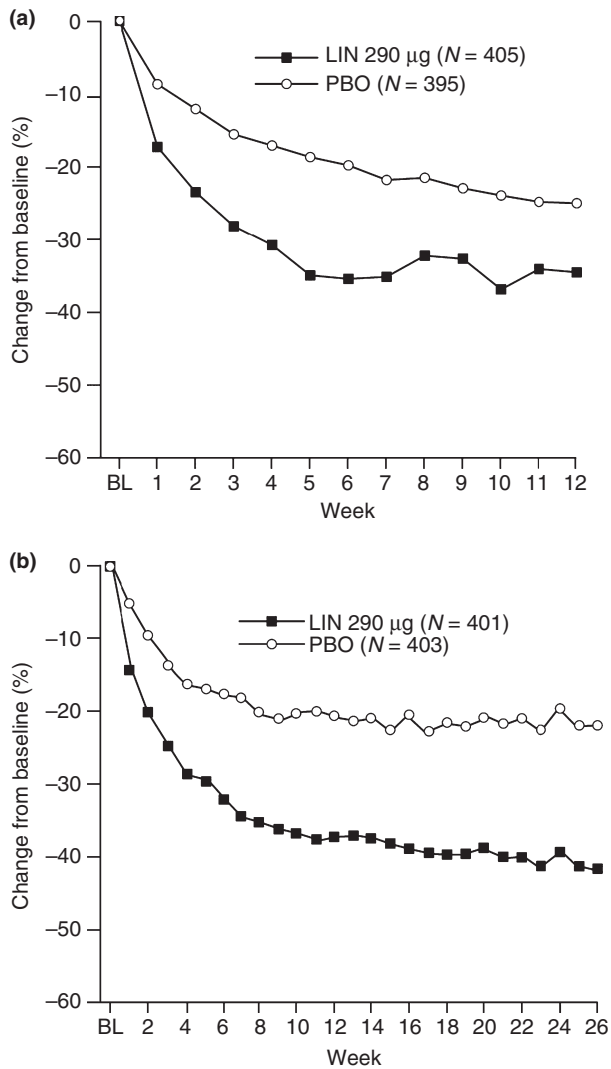 (a)
0
–10
–20
–30
–40
–50
–60
Change from baseline (%)
LIN 290 μg (N = 405)
PBO (N = 395)
BL 1 2 3 4 5 6 7 8 9 10 11 12
Week
(b)
0
–10
–20
–30
–40
–50
–60
Change from baseline (%)
LIN 290 μg (N = 401)
PBO (N = 403)
BL 2 4 6 8 10 12 14 16 18 20 22 24 26
Week